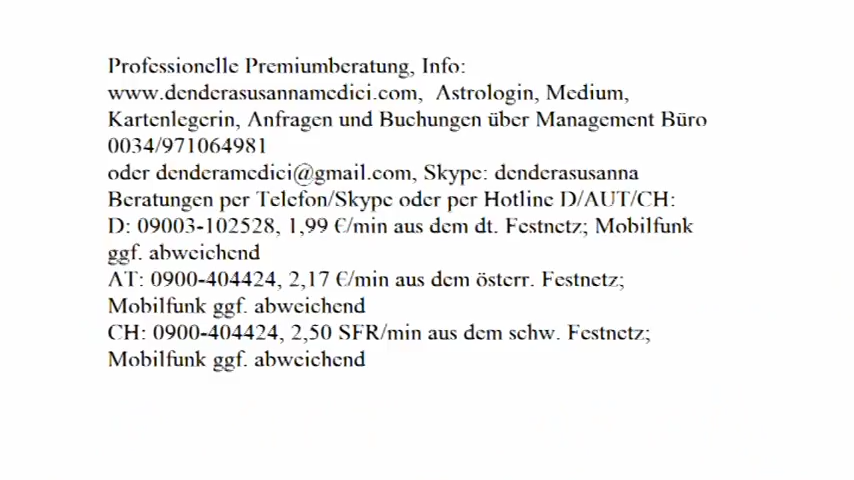 Professionelle Premiumberatung, Info:
www.denderasusannamedici.com,  Astrologin, Medium,
Kartenlegerin, Anfragen und Buchungen über Management Büro
0034/971064981
oder denderamedici@gmail.com, Skype: denderasusanna
Beratungen per Telefon/Skype oder per Hotline D/AUT/CH:
D: 09003-102528, 1,99 €/min aus dem dt. Festnetz; Mobilfunk
ggf. abweichend
AT: 0900-404424, 2,17 €/min aus dem österr. Festnetz;
Mobilfunk ggf. abweichend
CH: 0900-404424, 2,50 SFR/min aus dem schw. Festnetz;
Mobilfunk ggf. abweichend